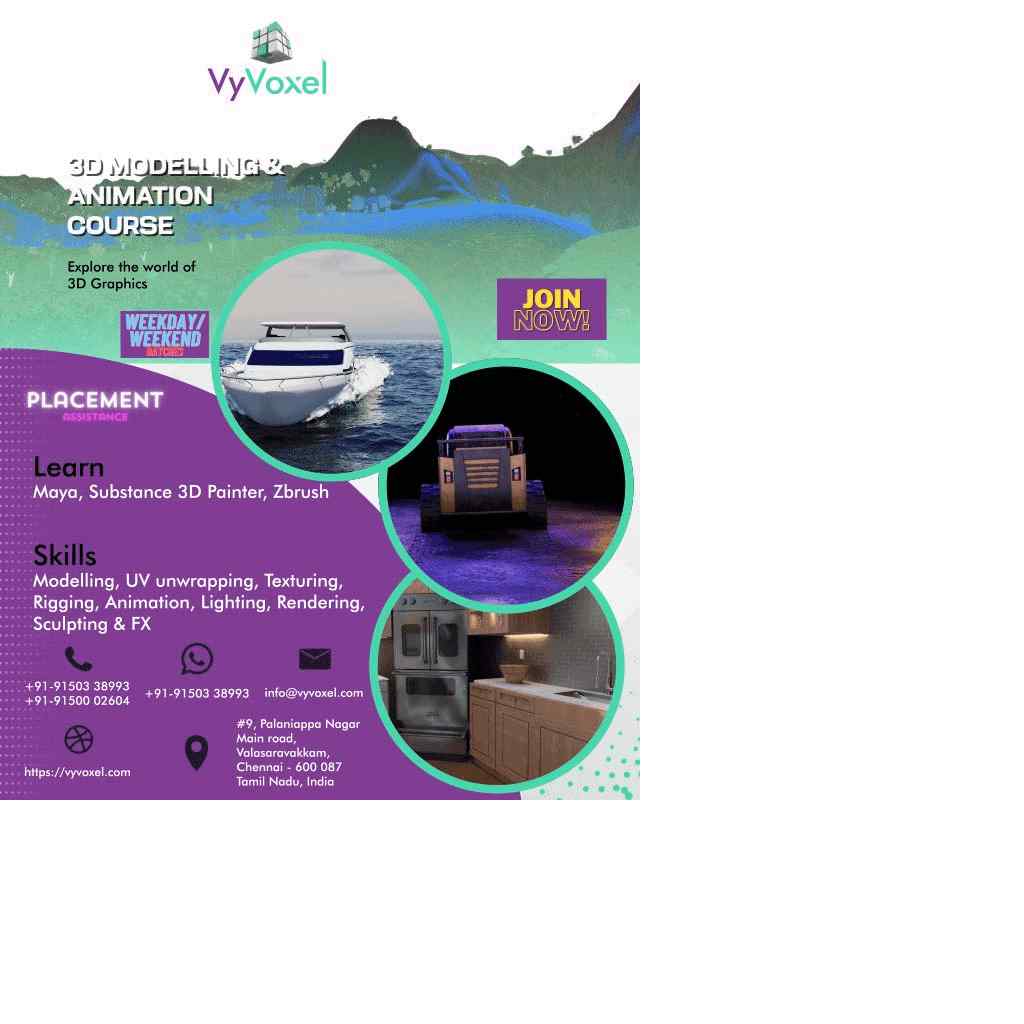 VyVoxel
3D MODELLING &
ANIMATION
COURSE
Explore the world of
3D Graphics
JOIN
NOW!
WEEKDAY/
WEEKEND
BATCHES
PLACEMENT
ASSISTANCE
Learn
Maya, Substance 3D Painter, Zbrush
Skills
Modelling, UV unwrapping, Texturing,
Rigging, Animation, Lighting, Rendering,
Sculpting & FX
+91-91503 38993
+91-91500 02604
+91-91503 38993
info@vyvoxel.com
https://vyvoxel.com
#9, Palaniappa Nagar
Main road,
Valasaravakkam,
Chennai - 600 087
Tamil Nadu, India